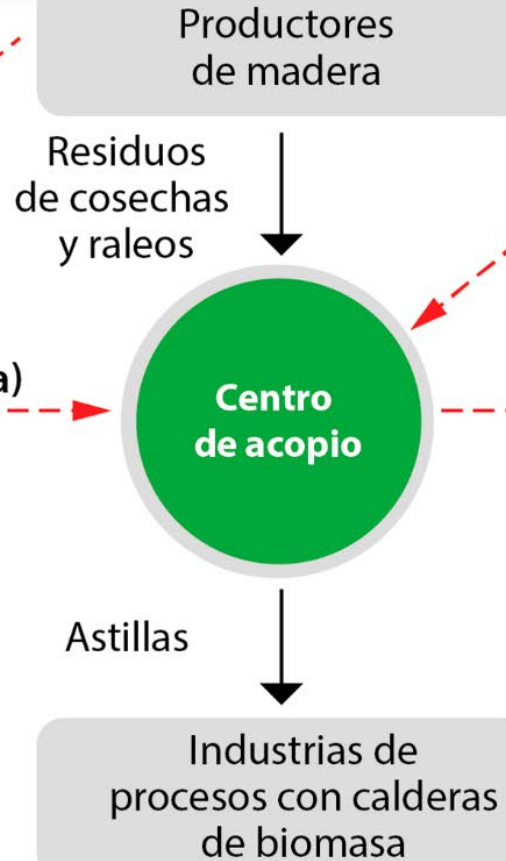 Productores
de madera
Residuos
de cosechas
y raleos
a)
Centro
de acopio
Astillas
Industrias de
procesos con calderas
de biomasa